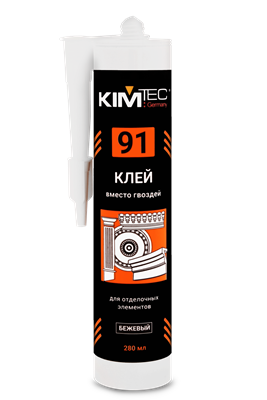 KIMTEC
Germany
91
КЛЕЙ
вместо гвоздей
для отделочных
элементов
БЕЖЕВЫЙ
280 мл